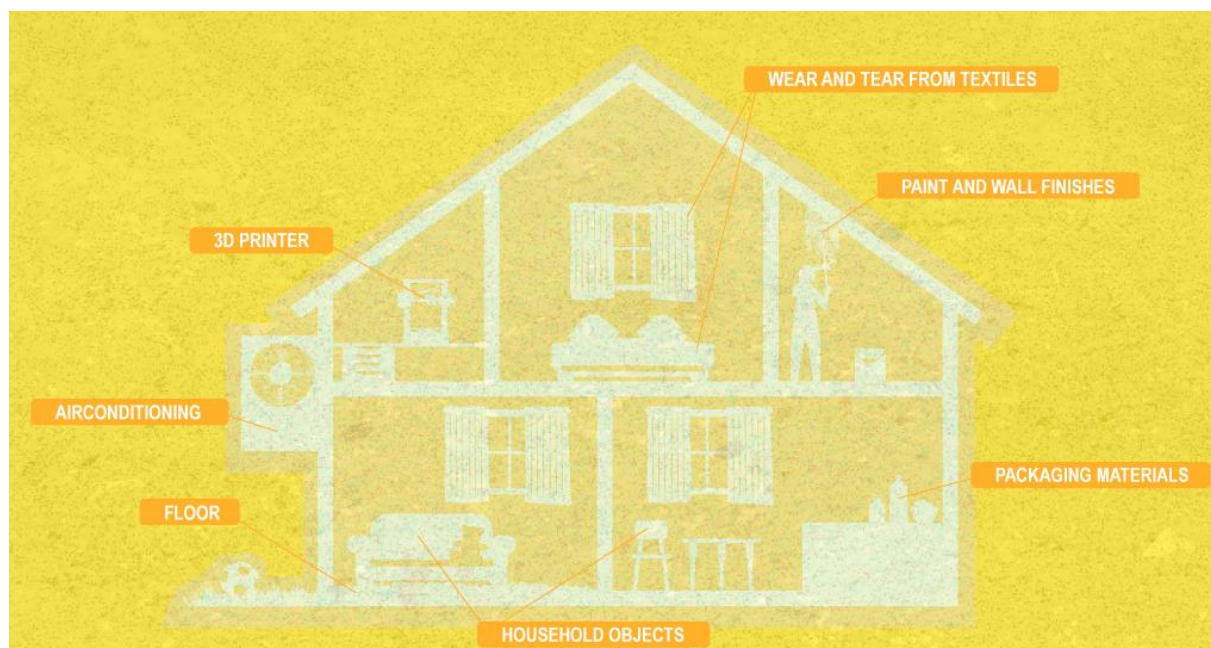 WEAR AND TEAR FROM TEXTILES
PAINT AND WALL FINISHES
3D PRINTER
AIRCONDITIONING
PACKAGING MATERIALS
FLOOR
HOUSEHOLD OBJECTS